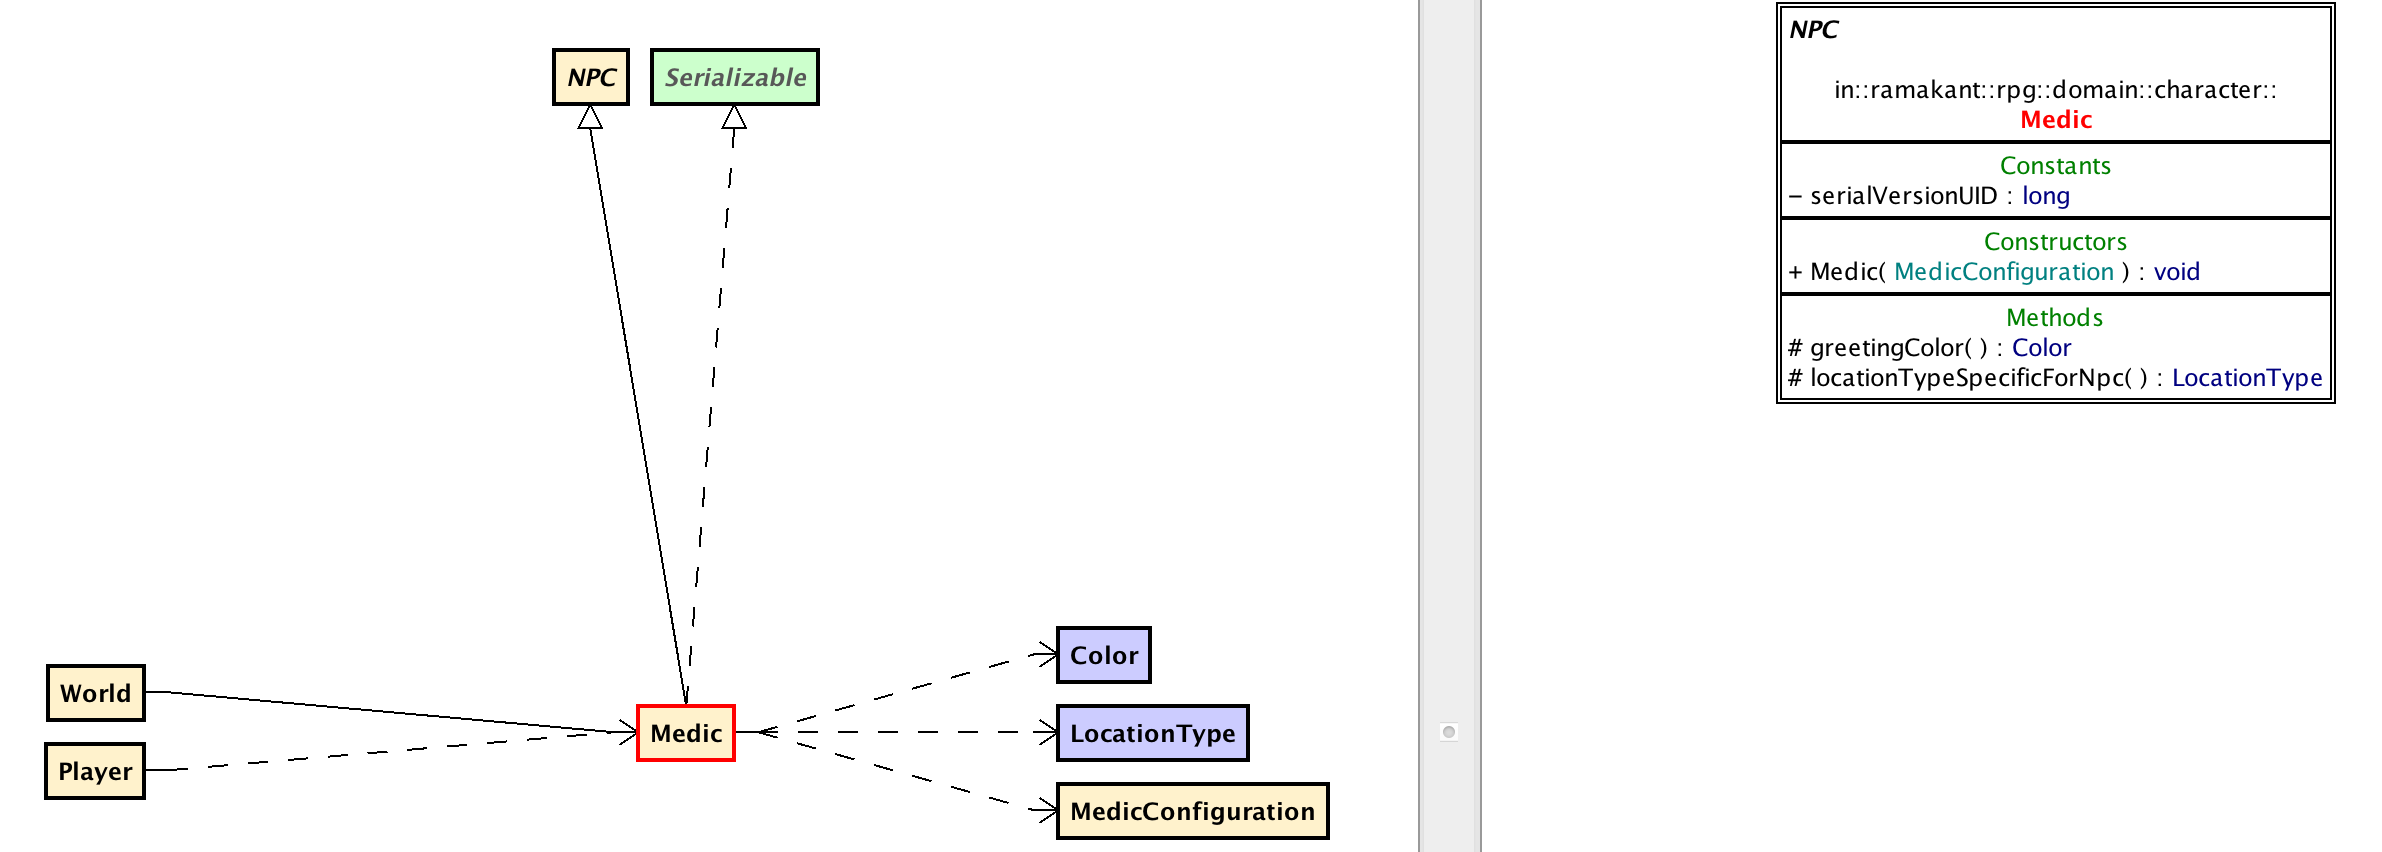 NPC
Serializable
World
Player
Medic
Color
LocationType
MedicConfiguration
NPC
in::ramakant::rpg::domain::character::
Medic
Constants
− serialVersionUID : long
Constructors
+ Medic( MedicConfiguration ) : void
Methods
# greetingColor( ) : Color
# locationTypeSpecificForNpc( ) : LocationType